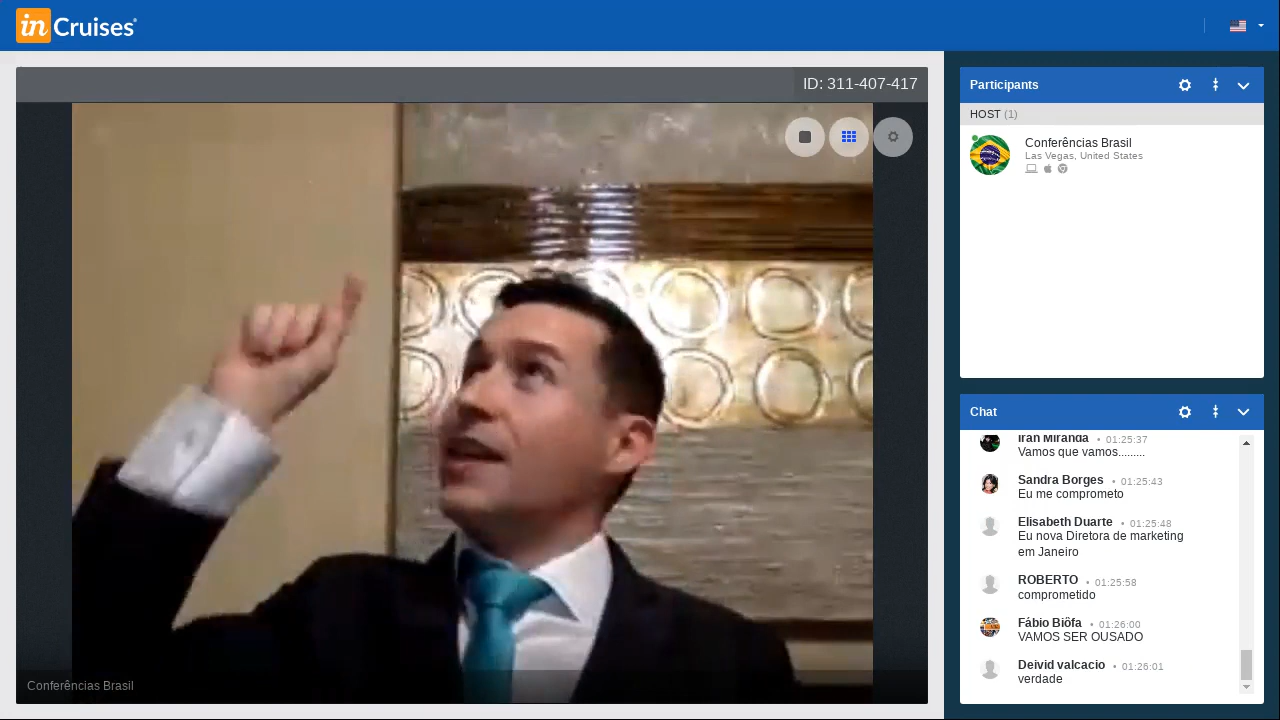 in Cruises®
ID: 311-407-417
Conferências Brasil
Participants
HOST (1)
Conferências Brasil
Las Vegas, United States
Chat
Iran Miranda • 01:25:37
Vamos que vamos.........
Sandra Borges • 01:25:43
Eu me comprometo
Elisabeth Duarte • 01:25:48
Eu nova Diretora de marketing
em Janeiro
ROBERTO • 01:25:58
comprometido
Fábio Biôfa • 01:26:00
VAMOS SER OUSADO
Deivid valcacio • 01:26:01
verdade